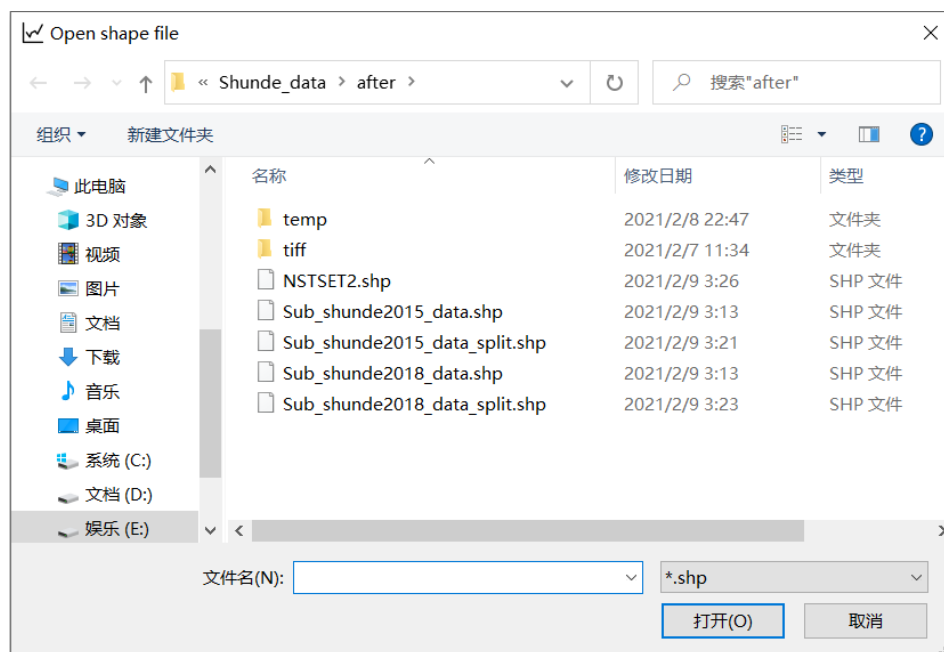 Open shape file
« Shunde_data › after ›
搜索"after"
组织 新建文件夹
名称 修改日期 类型
此电脑
3D 对象
视频
图片
文档
下载
音乐
桌面
系统 (C:)
文档 (D:)
娱乐 (E:)
temp 2021/2/8 22:47 文件夹
tiff 2021/2/7 11:34 文件夹
NSTSET2.shp 2021/2/9 3:26 SHP 文件
Sub_shunde2015_data.shp 2021/2/9 3:13 SHP 文件
Sub_shunde2015_data_split.shp 2021/2/9 3:21 SHP 文件
Sub_shunde2018_data.shp 2021/2/9 3:13 SHP 文件
Sub_shunde2018_data_split.shp 2021/2/9 3:23 SHP 文件
文件名(N): *.shp
打开(O) 取消